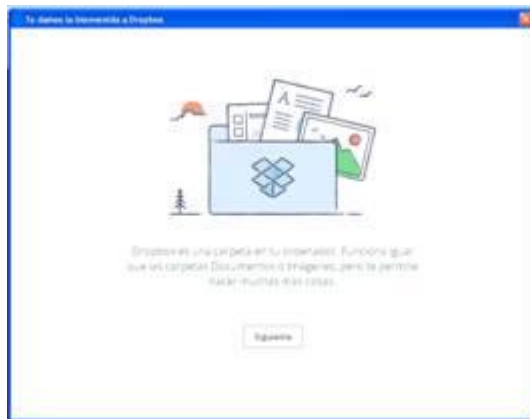 Te damos la bienvenida a Dropbox
A
Dropbox es una carpeta en tu ordenador. Funciona igual
que las carpetas Documentos o Imágenes, pero te permite
hacer muchas más cosas.
Siguiente